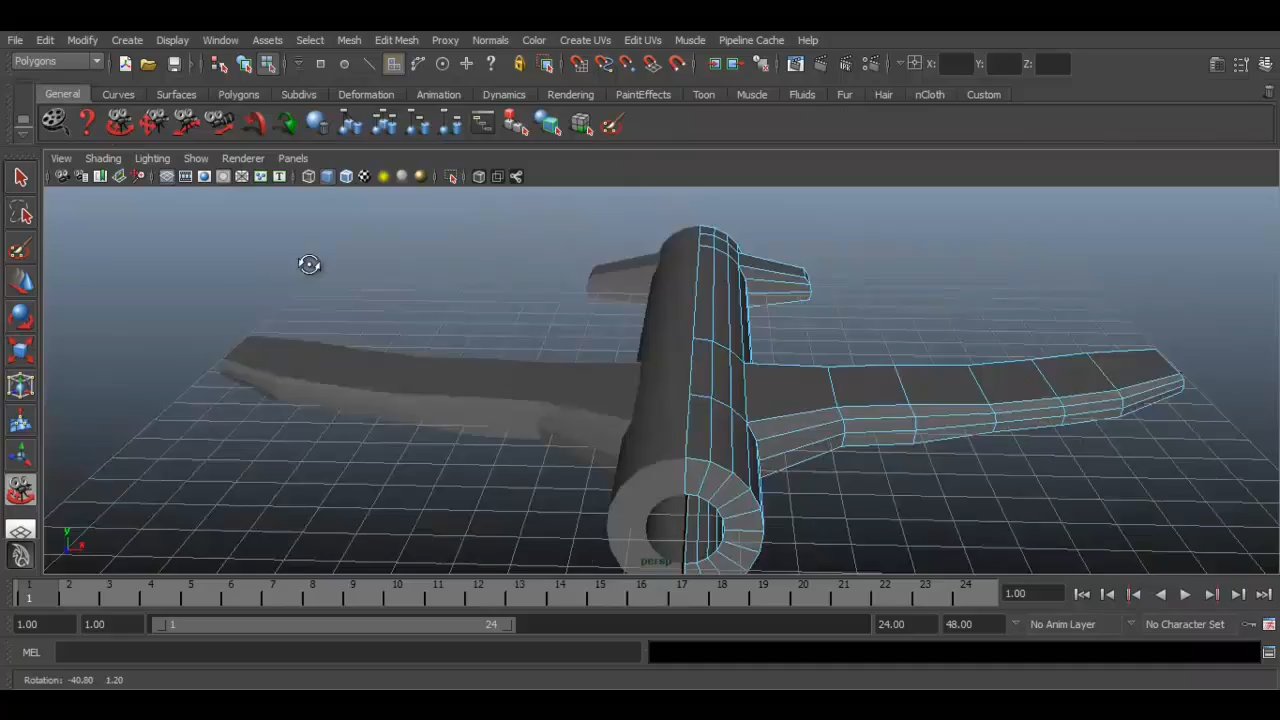 File Edit Modify Create Display Window Assets Select Mesh Edit Mesh Proxy Normals Color Create UVs Edit UVs Muscle Pipeline Cache Help
Polygons X: Y: Z:
General Curves Surfaces Polygons Subdivs Deformation Animation Dynamics Rendering PaintEffects Toon Muscle Fluids Fur Hair nCloth Custom
View Shading Lighting Show Renderer Panels
y
x
persp
1 2 3 4 5 6 7 8 9 10 11 12 13 14 15 16 17 18 19 20 21 22 23 24
1 1.00
1.00 1.00 1 24 24.00 48.00 No Anim Layer No Character Set
MEL
Rotation: -40.80 1.20